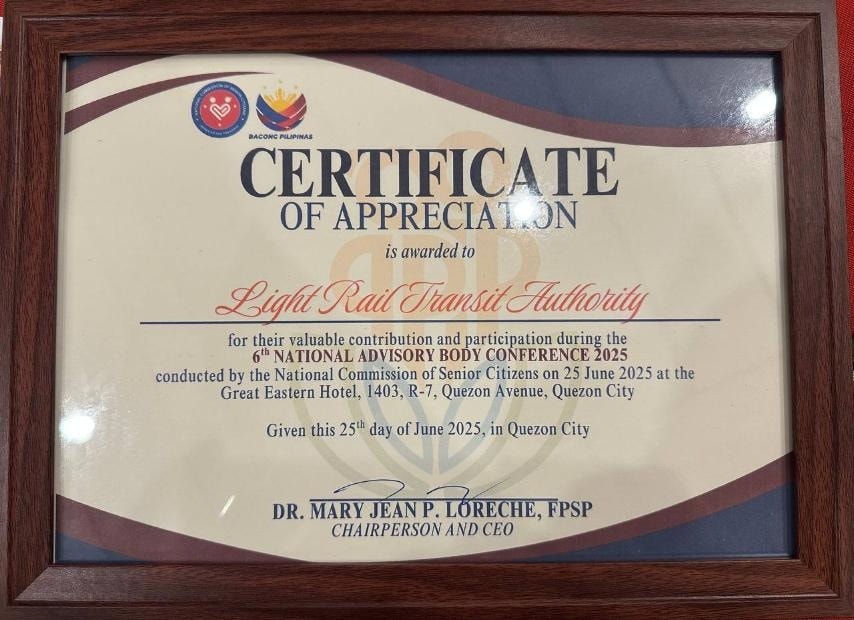 BAGONG PILIPINAS
CERTIFICATE
OF APPRECIATION
is awarded to
Light Rail Transit Authority
for their valuable contribution and participation during the
6th NATIONAL ADVISORY BODY CONFERENCE 2025
conducted by the National Commission of Senior Citizens on 25 June 2025 at the
Great Eastern Hotel, 1403, R-7, Quezon Avenue, Quezon City
Given this 25th day of June 2025, in Quezon City
DR. MARY JEAN P. LORECHE, FPSP
CHAIRPERSON AND CEO